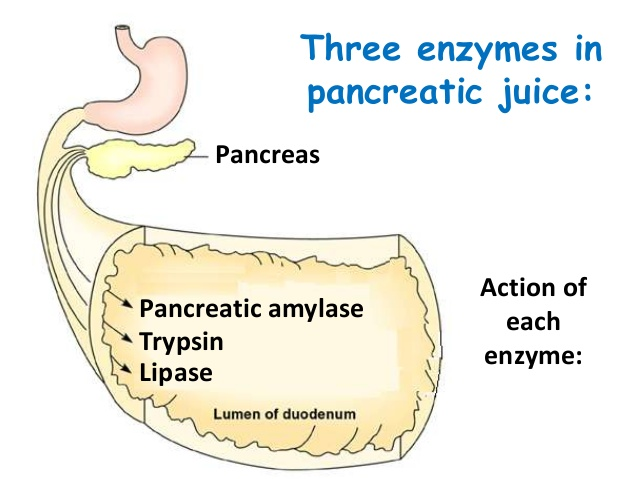 Three enzymes in
pancreatic juice:
Pancreas
Pancreatic amylase
Trypsin
Lipase
Lumen of duodenum
Action of
each
enzyme: